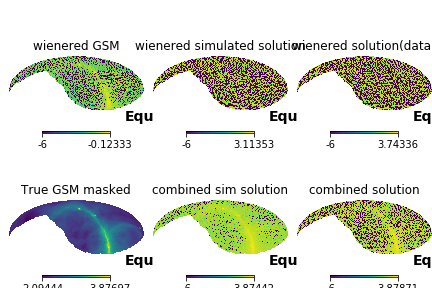 wienered GSM
wienered simulated solution
wienered solution(data
Equ
Equ
Equ
-6 -0.12333
-6 3.11353
-6 3.74336
True GSM masked
combined sim solution
combined solution
Equ
Equ
Equ
2.09444 3.87697
-6 3.87442
-6 3.87871